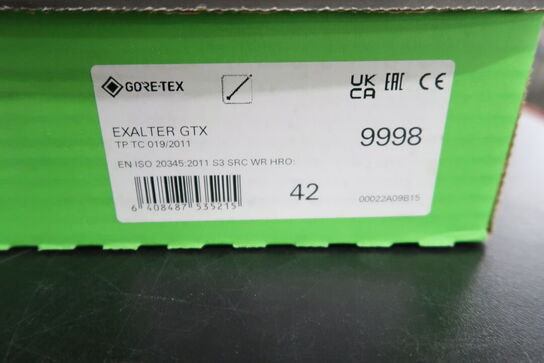 GORE-TEX
UK CA EAC CE
EXALTER GTX
9998
TP TC 019/2011
EN ISO 20345:2011 S3 SRC WR HRO:
42
6 408487 535215
00022A09B15